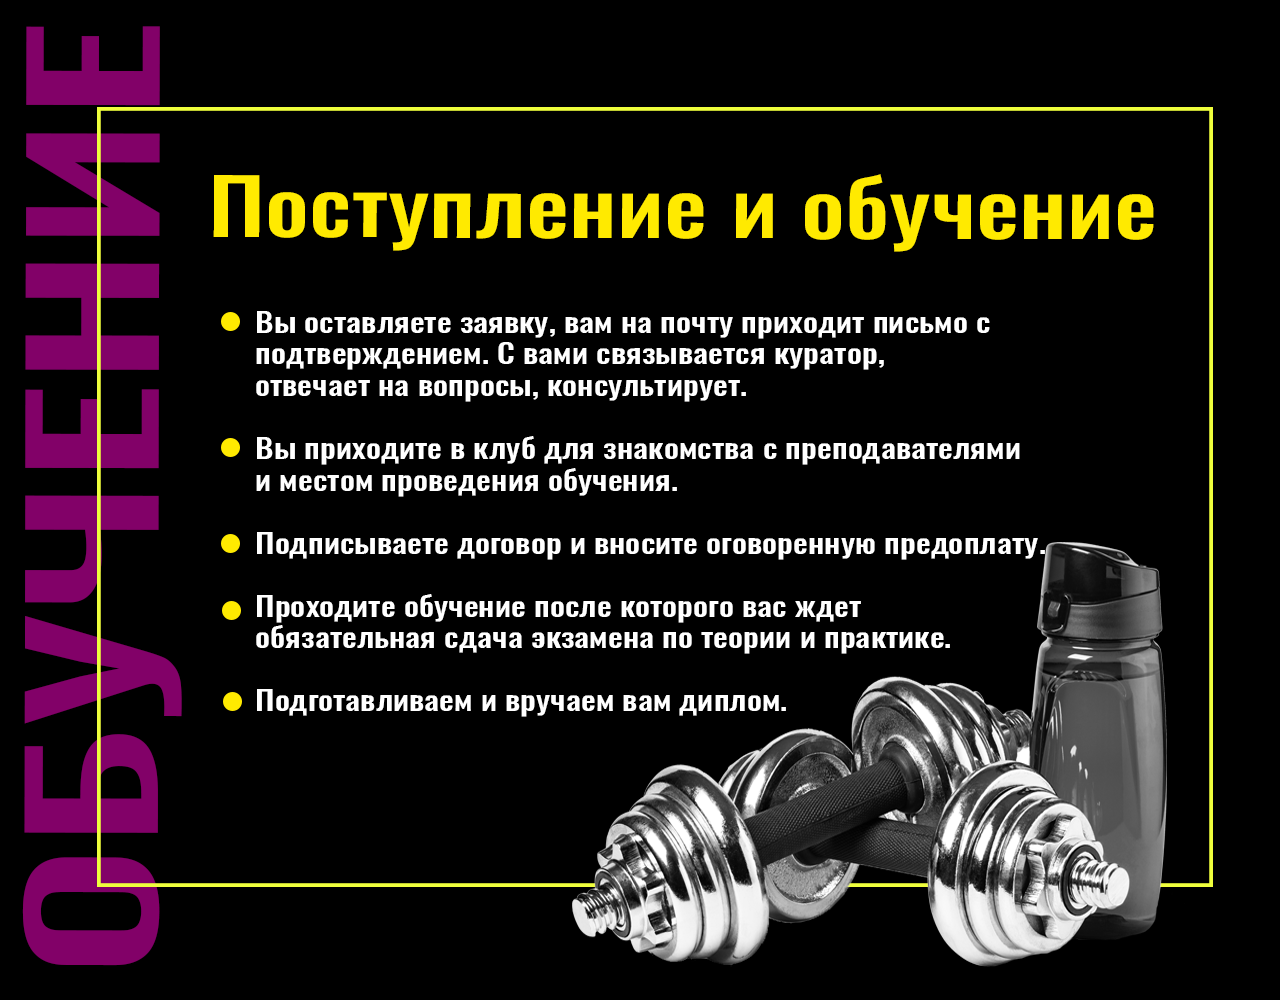 ОБУЧЕНИЕ
Поступление и обучение
Вы оставляете заявку, вам на почту приходит письмо с
подтверждением. С вами связывается куратор,
отвечает на вопросы, консультирует.
Вы приходите в клуб для знакомства с преподавателями
и местом проведения обучения.
Подписываете договор и вносите оговоренную предоплату.
Проходите обучение после которого вас ждет
обязательная сдача экзамена по теории и практике.
Подготавливаем и вручаем вам диплом.